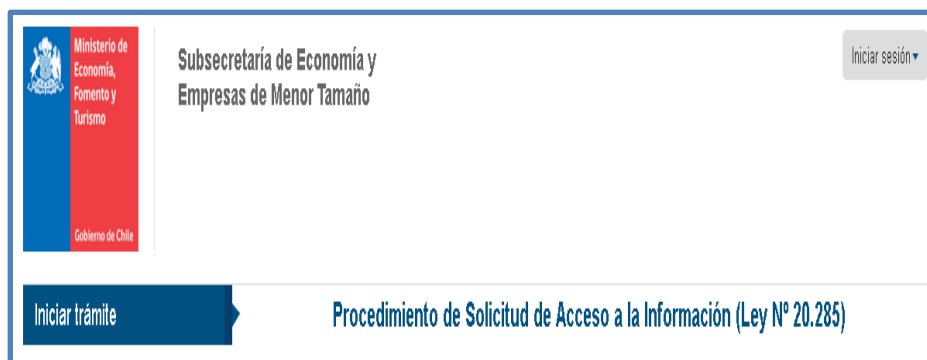 Ministerio de
Economía,
Fomento y
Turismo
Gobierno de Chile
Subsecretaría de Economía y
Empresas de Menor Tamaño
Iniciar sesión
Iniciar trámite
Procedimiento de Solicitud de Acceso a la Información (Ley Nº 20.285)